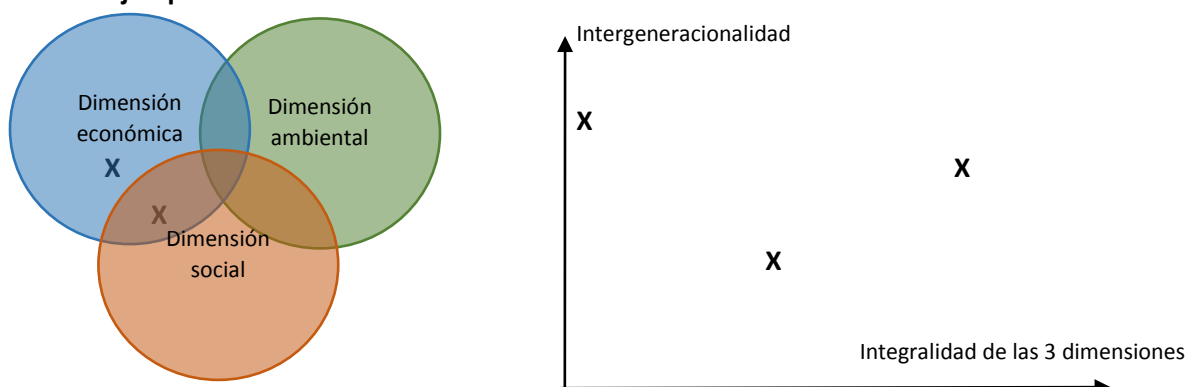 Dimensión
económica
X
X
Dimensión
ambiental
Dimensión
social
Intergeneracionalidad
X
X
X
Integralidad de las 3 dimensiones